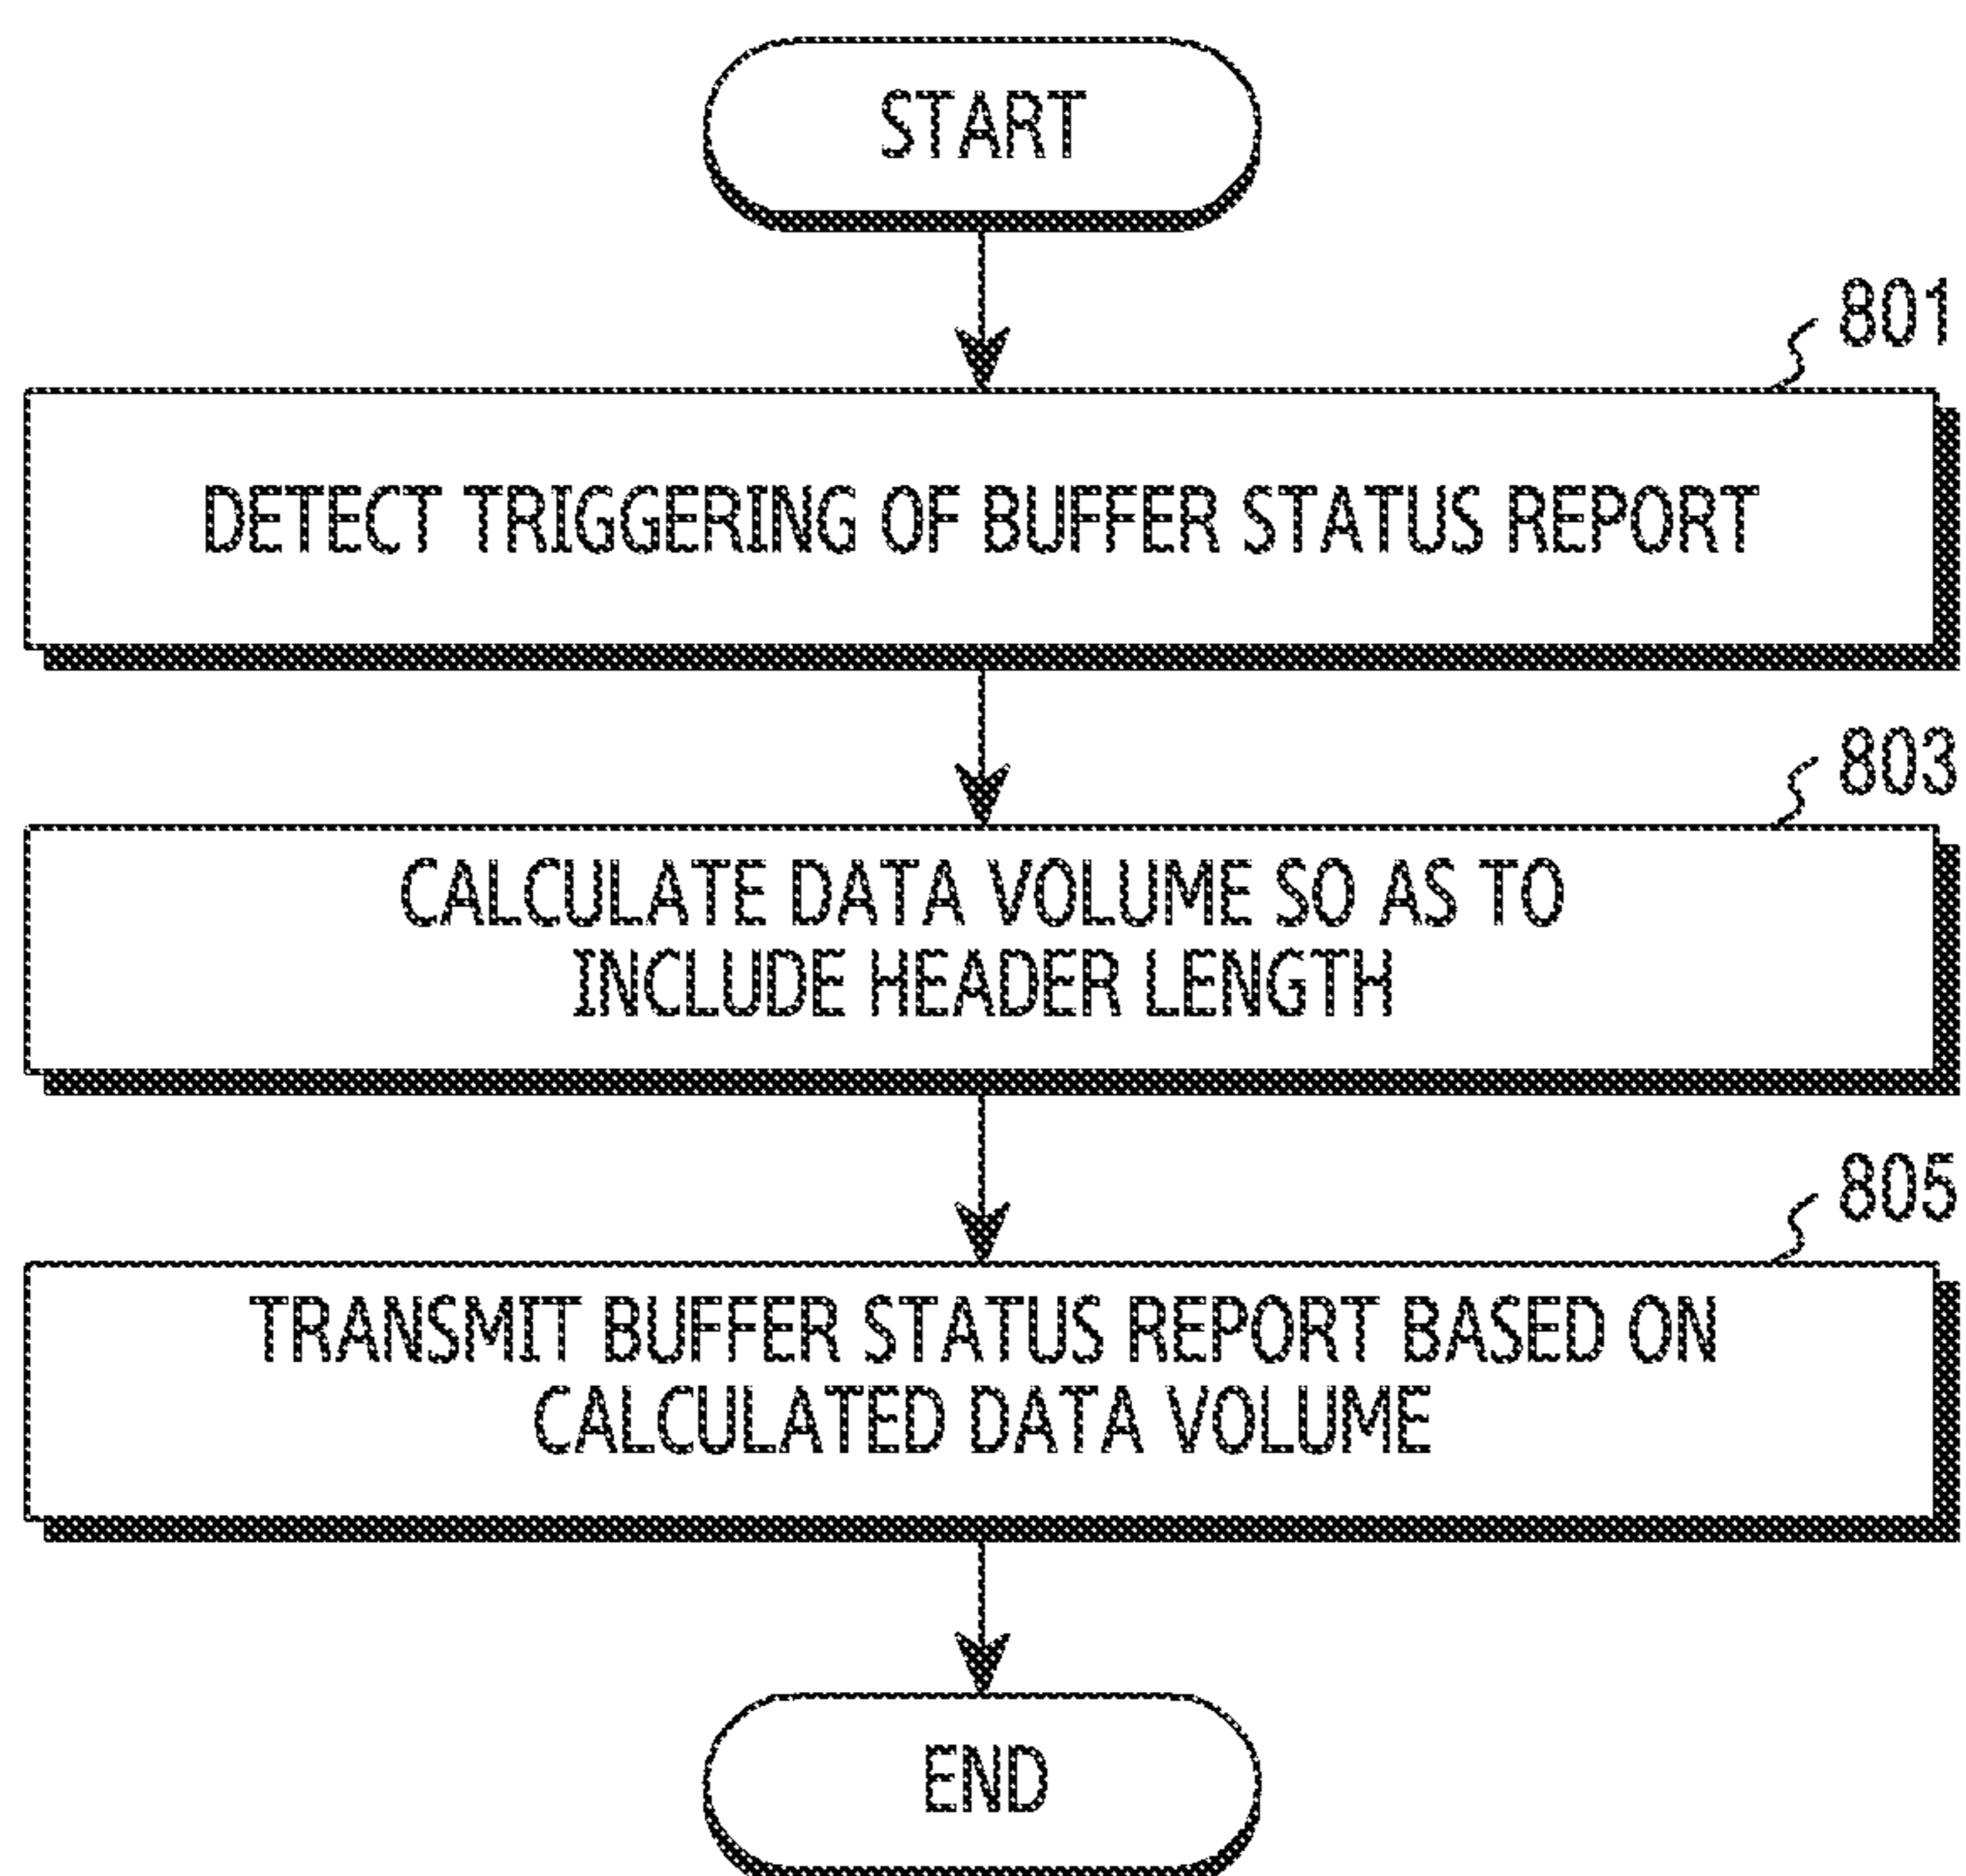 START
801
DETECT TRIGGERING OF BUFFER STATUS REPORT
803
CALCULATE DATA VOLUME SO AS TO
INCLUDE HEADER LENGTH
805
TRANSMIT BUFFER STATUS REPORT BASED ON
CALCULATED DATA VOLUME
END